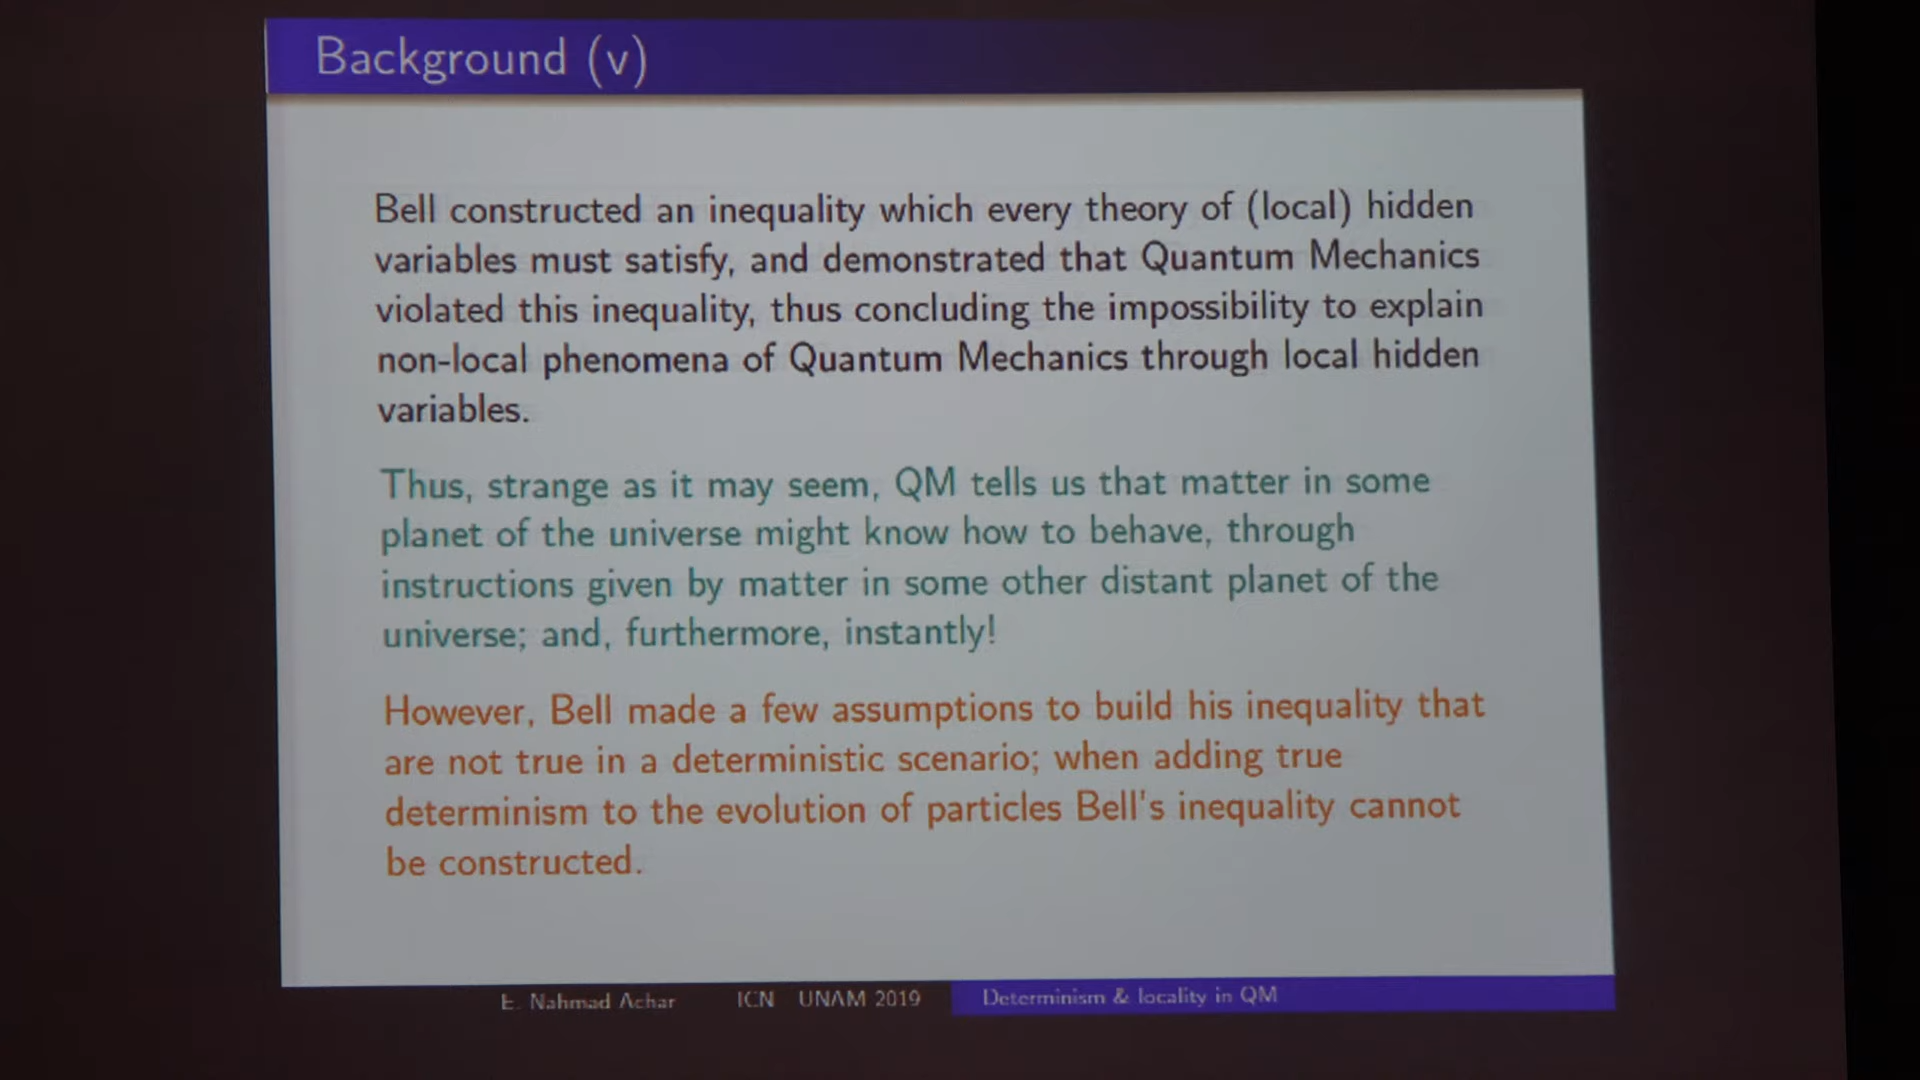 Background (v)
Bell constructed an inequality which every theory of (local) hidden
variables must satisfy, and demonstrated that Quantum Mechanics
violated this inequality, thus concluding the impossibility to explain
non-local phenomena of Quantum Mechanics through local hidden
variables.
Thus, strange as it may seem, QM tells us that matter in some
planet of the universe might know how to behave, through
instructions given by matter in some other distant planet of the
universe; and, furthermore, instantly!
However, Bell made a few assumptions to build his inequality that
are not true in a deterministic scenario; when adding true
determinism to the evolution of particles Bell's inequality cannot
be constructed.
E. Nahmad Achar ICN UNAM 2019 Determinism & locality in QM